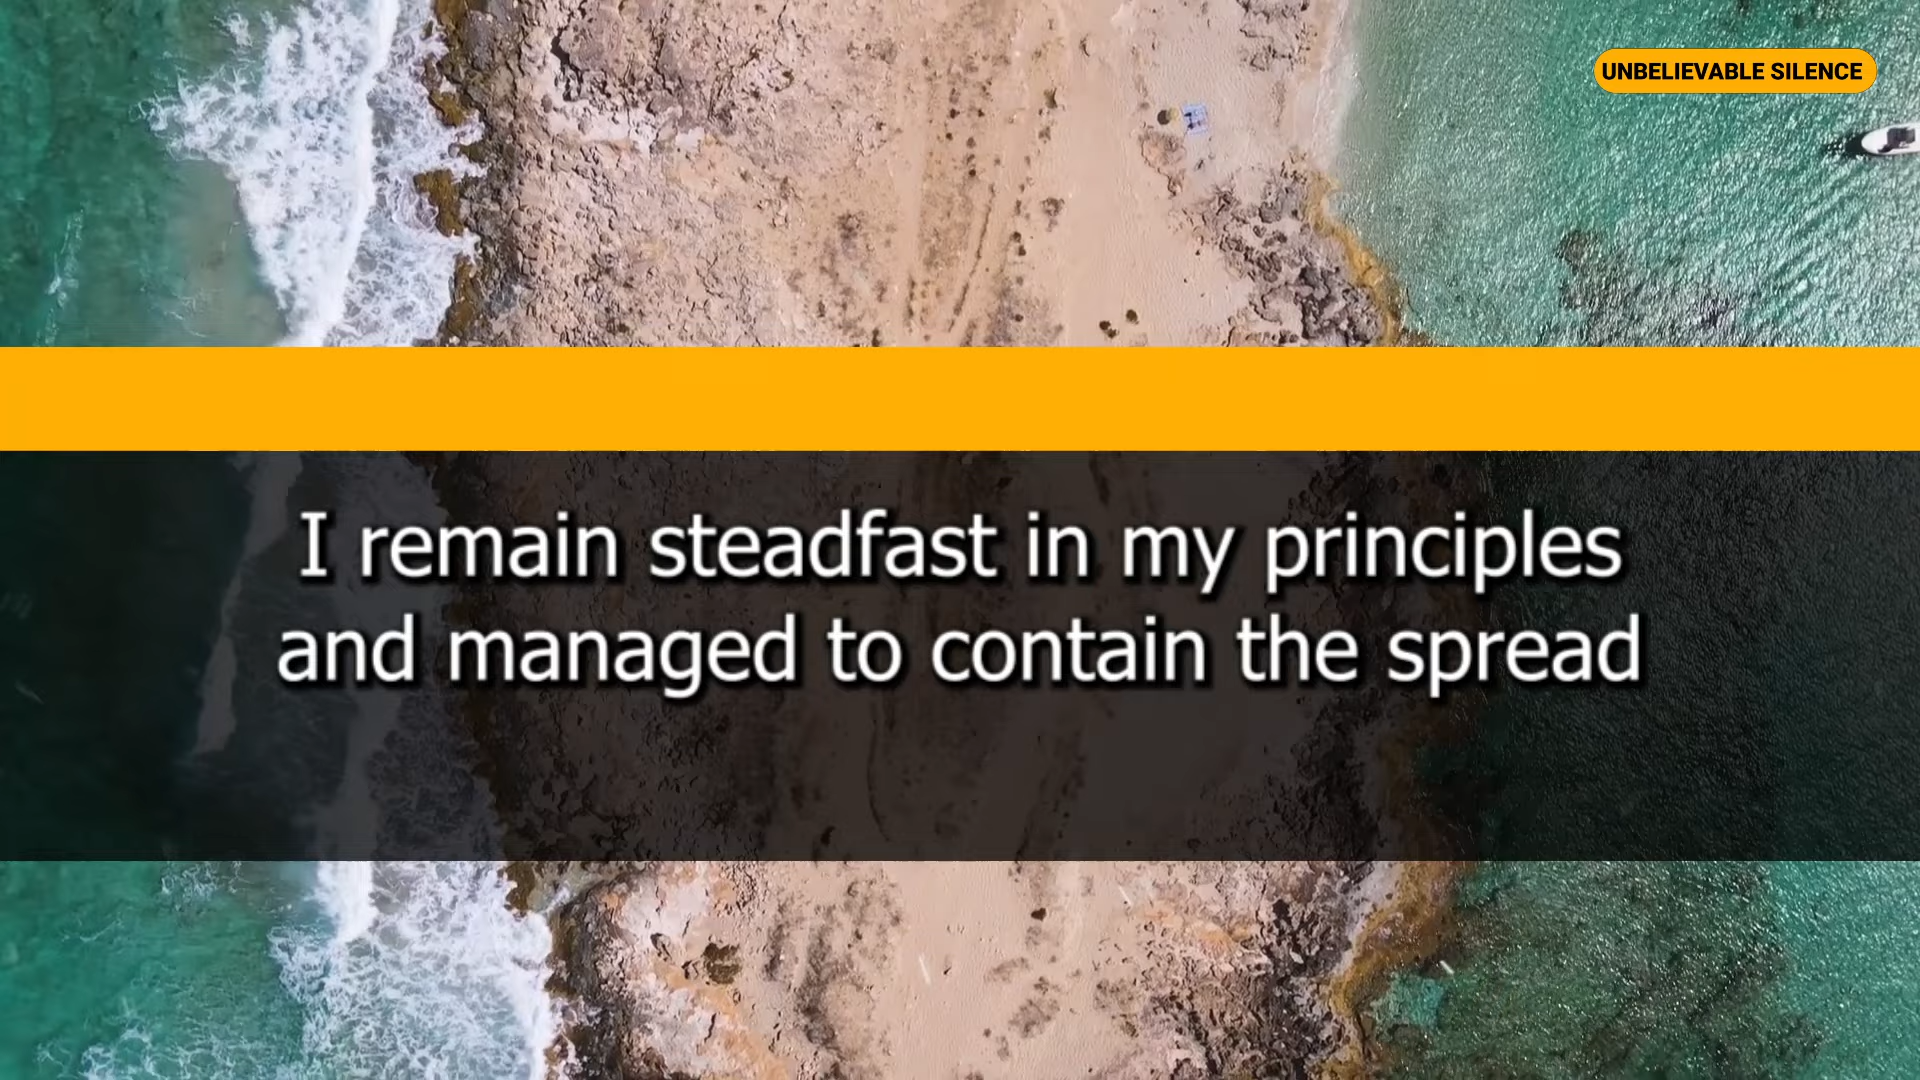 UNBELIEVABLE SILENCE
I remain steadfast in my principles
and managed to contain the spread